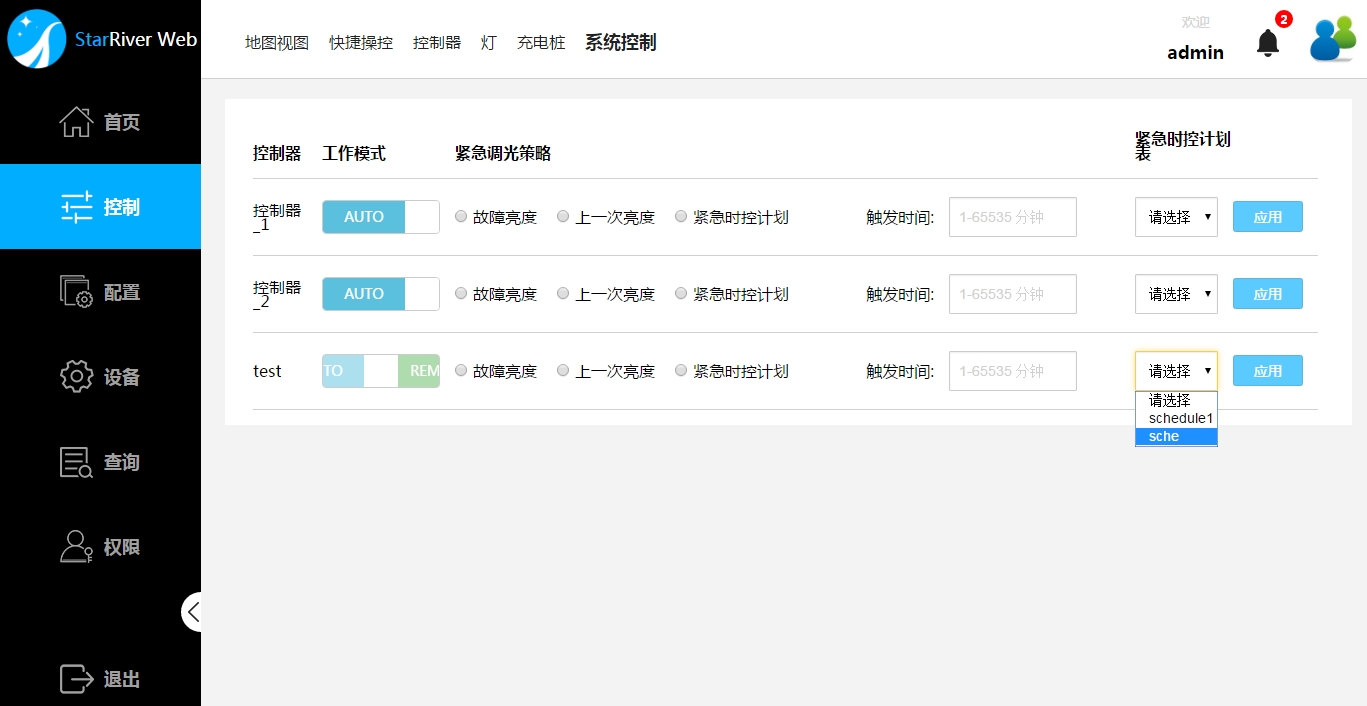 StarRiver Web
地图视图 快捷操控 控制器 灯 充电桩 系统控制
欢迎
admin
2
首页
控制
配置
设备
查询
权限
退出
控制器 工作模式 紧急调光策略 紧急时控计划
表
控制器
_1
AUTO 故障亮度 上一次亮度 紧急时控计划 触发时间: 1-65535 分钟 请选择 应用
控制器
_2
AUTO 故障亮度 上一次亮度 紧急时控计划 触发时间: 1-65535 分钟 请选择 应用
test TO REM 故障亮度 上一次亮度 紧急时控计划 触发时间: 1-65535 分钟 请选择 应用
请选择
schedule1
sche